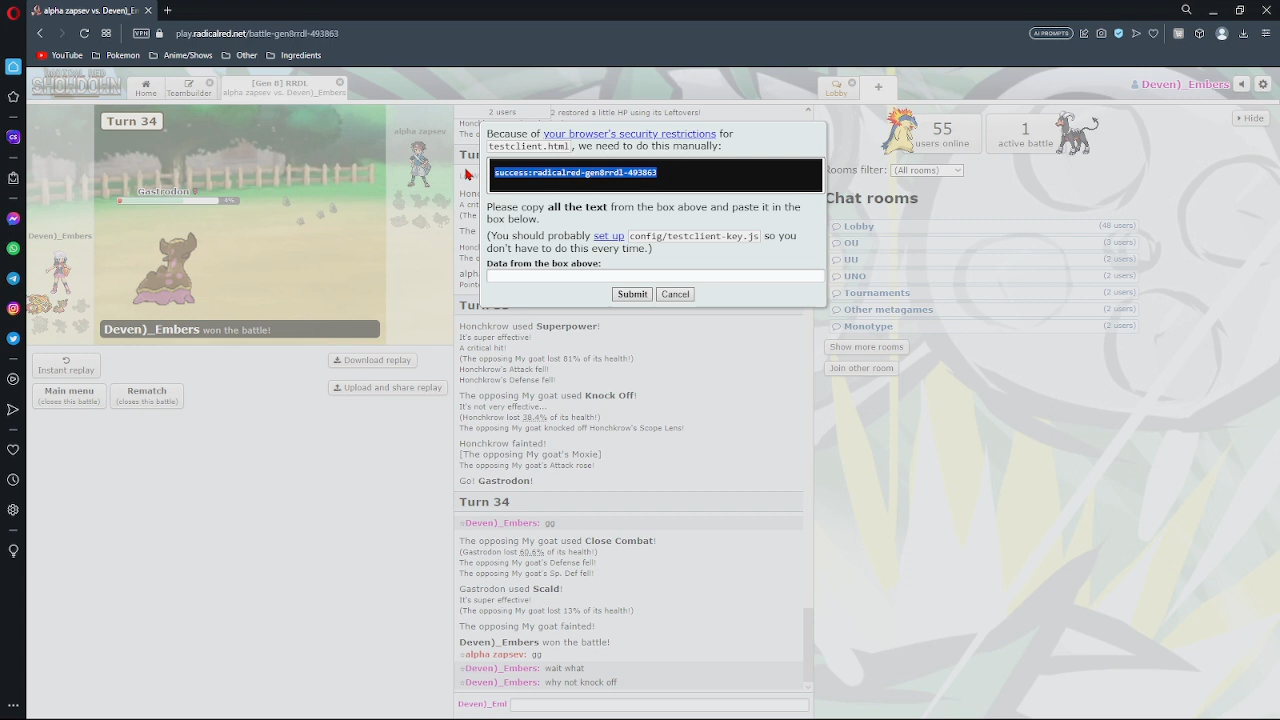 alpha zapsev vs. Deven)_En
VPN
play.radicalred.net/battle-gen8rrdl-493863
AI PROMPTS
YouTube
Pokemon
Anime/Shows
Other
Ingredients
RADICAL RED
SHOWDOWN
Home
Teambuilder
[Gen 8] RRDL
alpha zapsev vs. Deven)_Embers
Lobby
+
Deven)_Embers
Turn 34
alpha zapsev
Gastrodon
4%
Deven)_Embers
Deven)_Embers won the battle!
Instant replay
Download replay
Upload and share replay
Main menu
(closes this battle)
Rematch
(closes this battle)
2 users
2 restored a little HP using its Leftovers!
Because of your browser's security restrictions for
testclient.html, we need to do this manually:
success:radicalred-gen8rrdl-493863
Please copy all the text from the box above and paste it in the
box below.
(You should probably set up config/testclient-key.js so you
don't have to do this every time.)
Data from the box above:
Submit
Cancel
Honchkrow used Superpower!
It's super effective!
A critical hit!
(The opposing My goat lost 81% of its health!)
Honchkrow's Attack fell!
Honchkrow's Defense fell!
The opposing My goat used Knock Off!
It's not very effective...
(Honchkrow lost 38.4% of its health!)
The opposing My goat knocked off Honchkrow's Scope Lens!
Honchkrow fainted!
[The opposing My goat's Moxie]
The opposing My goat's Attack rose!
Go! Gastrodon!
Turn 34
☆Deven)_Embers: gg
The opposing My goat used Close Combat!
(Gastrodon lost 60.6% of its health!)
The opposing My goat's Defense fell!
The opposing My goat's Sp. Def fell!
Gastrodon used Scald!
It's super effective!
(The opposing My goat lost 13% of its health!)
The opposing My goat fainted!
Deven)_Embers won the battle!
☆alpha zapsev: gg
☆Deven)_Embers: wait what
☆Deven)_Embers: why not knock off
Deven)_Eml
55
users online
1
active battle
Hide
Rooms filter: (All rooms)
Chat rooms
Lobby (48 users)
OU (3 users)
UU (2 users)
UNO (2 users)
Tournaments (2 users)
Other metagames (2 users)
Monotype (2 users)
Show more rooms
Join other room